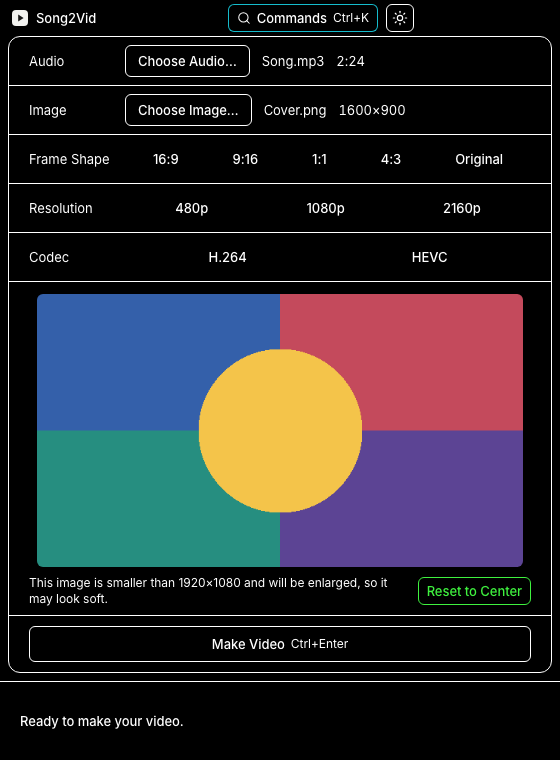 Song2Vid
Commands Ctrl+K
Audio Choose Audio... Song.mp3 2:24
Image Choose Image... Cover.png 1600×900
Frame Shape 16:9 9:16 1:1 4:3 Original
Resolution 480p 1080p 2160p
Codec H.264 HEVC
This image is smaller than 1920×1080 and will be enlarged, so it
may look soft.
Reset to Center
Make Video Ctrl+Enter
Ready to make your video.